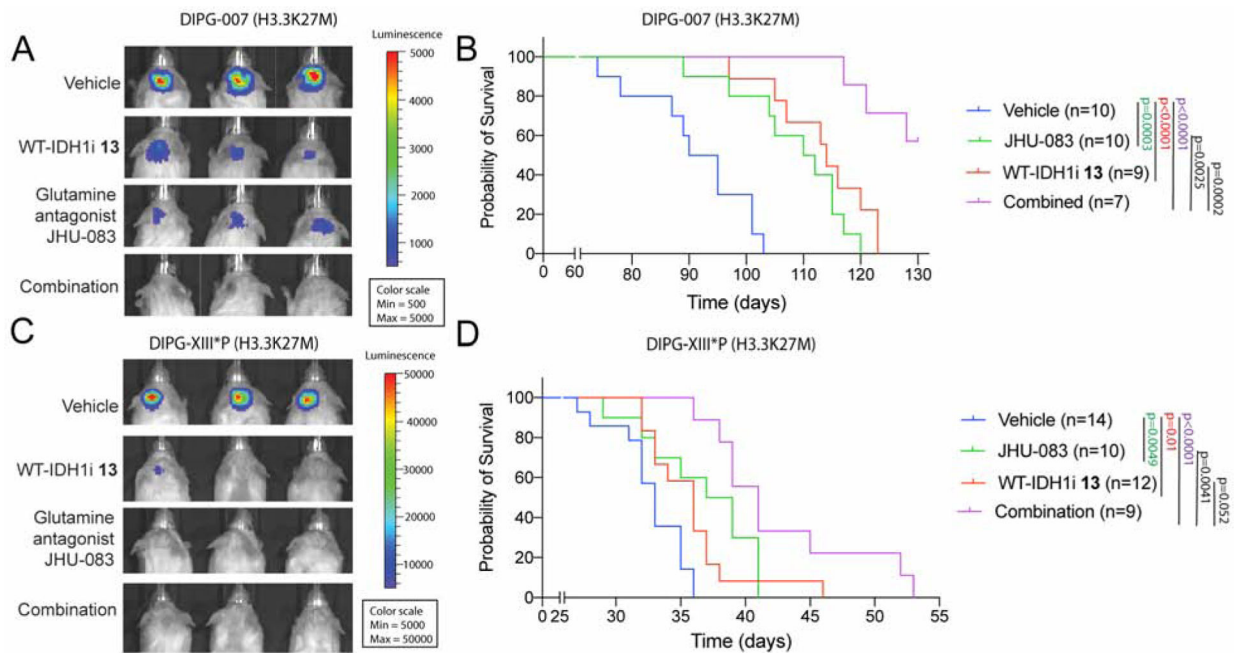 A
DIPG-007 (H3.3K27M)
Luminescence
Vehicle
WT-IDH1i 13
Glutamine
antagonist
JHU-083
Combination
5000
4000
3000
2000
1000
Color scale
Min = 500
Max = 5000
B
DIPG-007 (H3.3K27M)
Probability of Survival
100
80
60
40
20
0
0 60 80 90 100 110 120 130
Time (days)
Vehicle (n=10)
JHU-083 (n=10)
WT-IDH1i 13 (n=9)
Combined (n=7)
p=0.0003
p<0.0001
p<0.0001
p=0.0025
p=0.0002
C
DIPG-XIII*P (H3.3K27M)
Luminescence
Vehicle
WT-IDH1i 13
Glutamine
antagonist
JHU-083
Combination
50000
40000
30000
20000
10000
Color scale
Min = 5000
Max = 50000
D
DIPG-XIII*P (H3.3K27M)
Probability of Survival
100
80
60
40
20
0
0 25 30 35 40 45 50 55
Time (days)
Vehicle (n=14)
JHU-083 (n=10)
WT-IDH1i 13 (n=12)
Combination (n=9)
p=0.0049
p=0.01
p<0.0001
p=0.0041
p=0.052